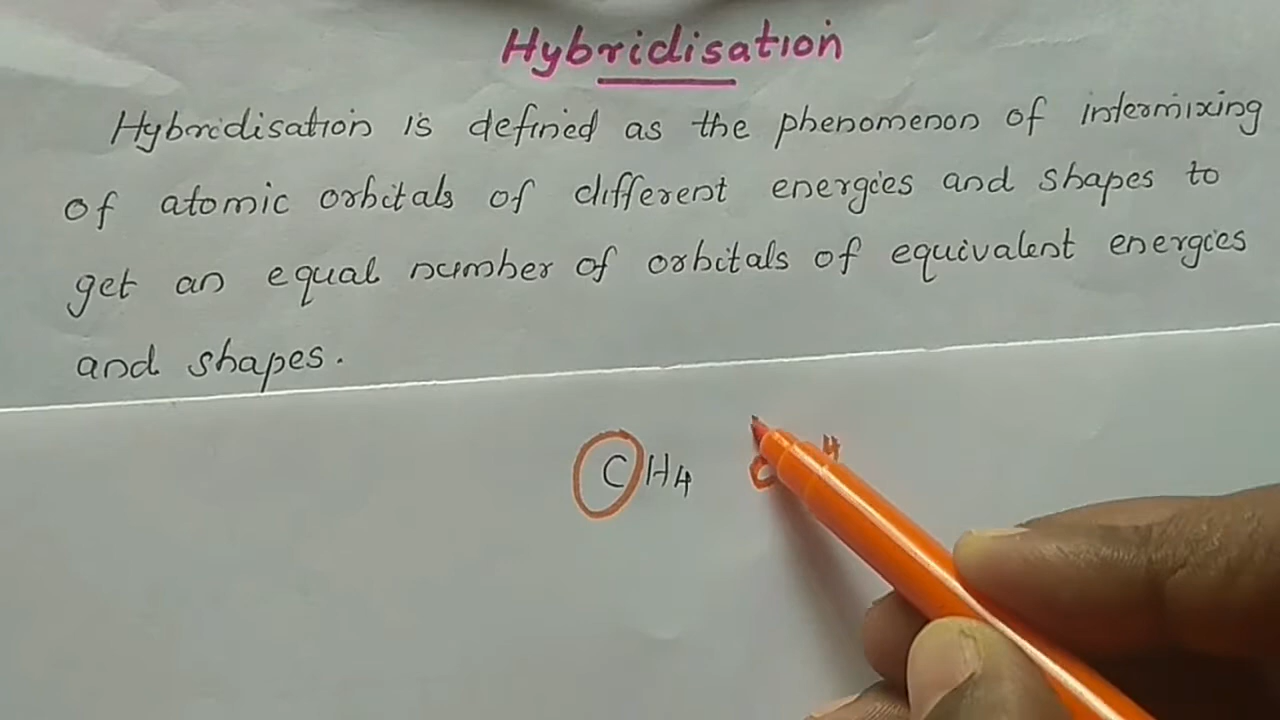 Hybridisation
Hybridisation is defined as the phenomenon of intermixing
of atomic orbitals of different energies and shapes to
get an equal number of orbitals of equivalent energies
and shapes.
CH4